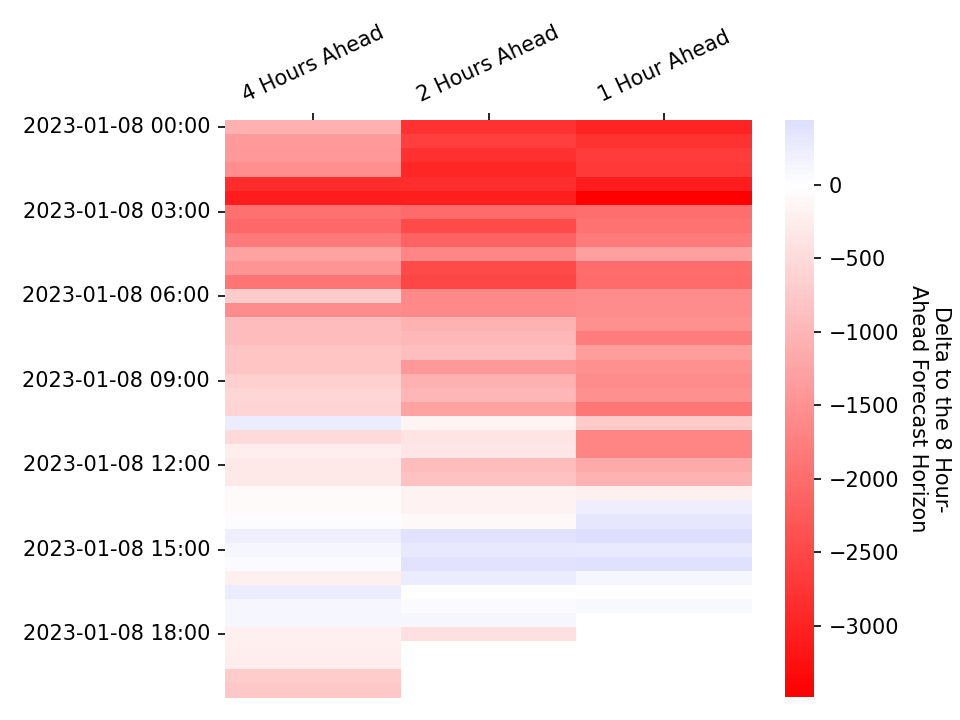 4 Hours Ahead
2 Hours Ahead
1 Hour Ahead
2023-01-08 00:00
2023-01-08 03:00
2023-01-08 06:00
2023-01-08 09:00
2023-01-08 12:00
2023-01-08 15:00
2023-01-08 18:00
0
−500
−1000
−1500
−2000
−2500
−3000
Delta to the 8 Hour-
Ahead Forecast Horizon